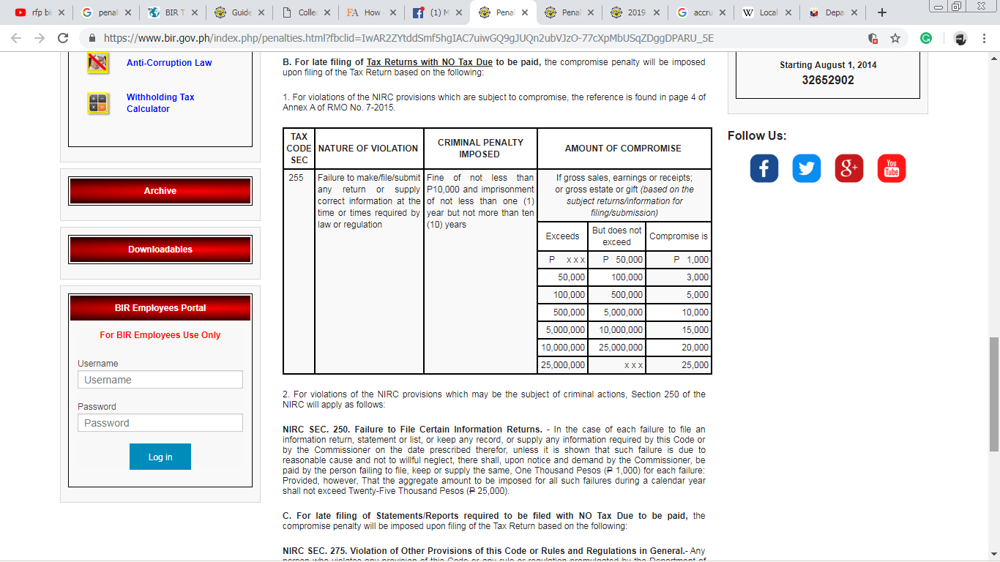 rfp bi
penal
BIR T
Guide
Collec
FA How
(1) M
Penal
Penal
2019
accru
W Local
Depa
https://www.bir.gov.ph/index.php/penalties.html?fbclid=IwAR2ZYtddSmf5hgIAC7uiwGQ9gJUQn2ubVJzO-77cXpMbUSqZDggDPARU_5E
Anti-Corruption Law
Withholding Tax
Calculator
Archive
Downloadables
BIR Employees Portal
For BIR Employees Use Only
Username
Username
Password
Password
Log in
B. For late filing of Tax Returns with NO Tax Due to be paid, the compromise penalty will be imposed
upon filing of the Tax Return based on the following:
1. For violations of the NIRC provisions which are subject to compromise, the reference is found in page 4 of
Annex A of RMO No. 7-2015.
TAX
CODE
SEC
NATURE OF VIOLATION
CRIMINAL PENALTY
IMPOSED
AMOUNT OF COMPROMISE
255
Failure to make/file/submit
any return or supply
correct information at the
time or times required by
law or regulation
Fine of not less than
P10,000 and imprisonment
of not less than one (1)
year but not more than ten
(10) years
If gross sales, earnings or receipts;
or gross estate or gift (based on the
subject returns/information for
filing/submission)
Exceeds
But does not
exceed
Compromise is
P x x x P 50,000 P 1,000
50,000 100,000 3,000
100,000 500,000 5,000
500,000 5,000,000 10,000
5,000,000 10,000,000 15,000
10,000,000 25,000,000 20,000
25,000,000 x x x 25,000
2. For violations of the NIRC provisions which may be the subject of criminal actions, Section 250 of the
NIRC will apply as follows:
NIRC SEC. 250. Failure to File Certain Information Returns. - In the case of each failure to file an
information return, statement or list, or keep any record, or supply any information required by this Code or
by the Commissioner on the date prescribed therefor, unless it is shown that such failure is due to
reasonable cause and not to willful neglect, there shall, upon notice and demand by the Commissioner, be
paid by the person failing to file, keep or supply the same, One Thousand Pesos (P 1,000) for each failure:
Provided, however, That the aggregate amount to be imposed for all such failures during a calendar year
shall not exceed Twenty-Five Thousand Pesos (P 25,000).
C. For late filing of Statements/Reports required to be filed with NO Tax Due to be paid, the
compromise penalty will be imposed upon filing of the Tax Return based on the following:
NIRC SEC. 275. Violation of Other Provisions of this Code or Rules and Regulations in General.- Any
person who violates any provision of this Code or any rule or regulation promulgated by the Department of
Starting August 1, 2014
32652902
Follow Us:
f
g+
You
Tube